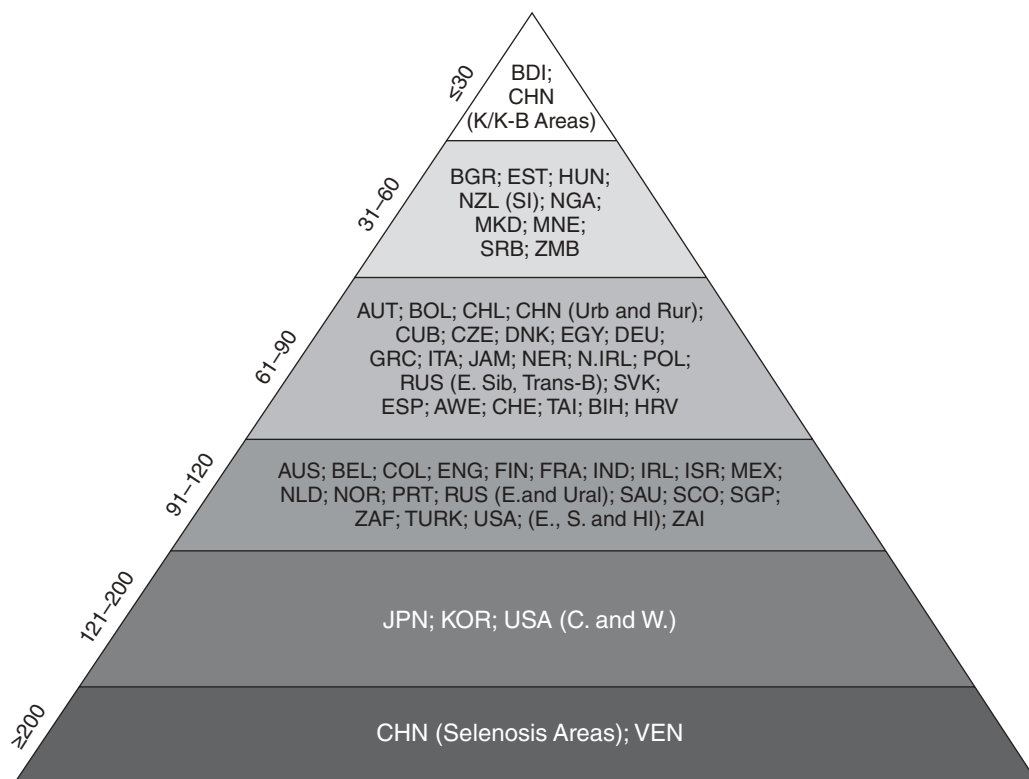 ≤30
BDI;
CHN
(K/K-B Areas)
31–60
BGR; EST; HUN;
NZL (SI); NGA;
MKD; MNE;
SRB; ZMB
61–90
AUT; BOL; CHL; CHN (Urb and Rur);
CUB; CZE; DNK; EGY; DEU;
GRC; ITA; JAM; NER; N.IRL; POL;
RUS (E. Sib, Trans-B); SVK;
ESP; AWE; CHE; TAI; BIH; HRV
91–120
AUS; BEL; COL; ENG; FIN; FRA; IND; IRL; ISR; MEX;
NLD; NOR; PRT; RUS (E.and Ural); SAU; SCO; SGP;
ZAF; TURK; USA; (E., S. and HI); ZAI
121–200
JPN; KOR; USA (C. and W.)
≥200
CHN (Selenosis Areas); VEN